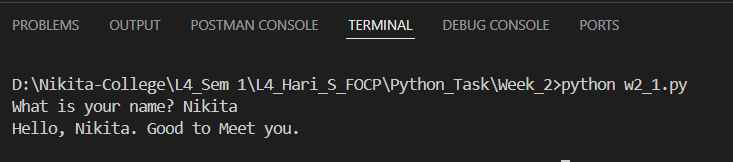 PROBLEMS OUTPUT POSTMAN CONSOLE TERMINAL DEBUG CONSOLE PORTS
D:\Nikita-College\L4_Sem 1\L4_Hari_S_FOCP\Python_Task\Week_2>python w2_1.py
What is your name? Nikita
Hello, Nikita. Good to Meet you.